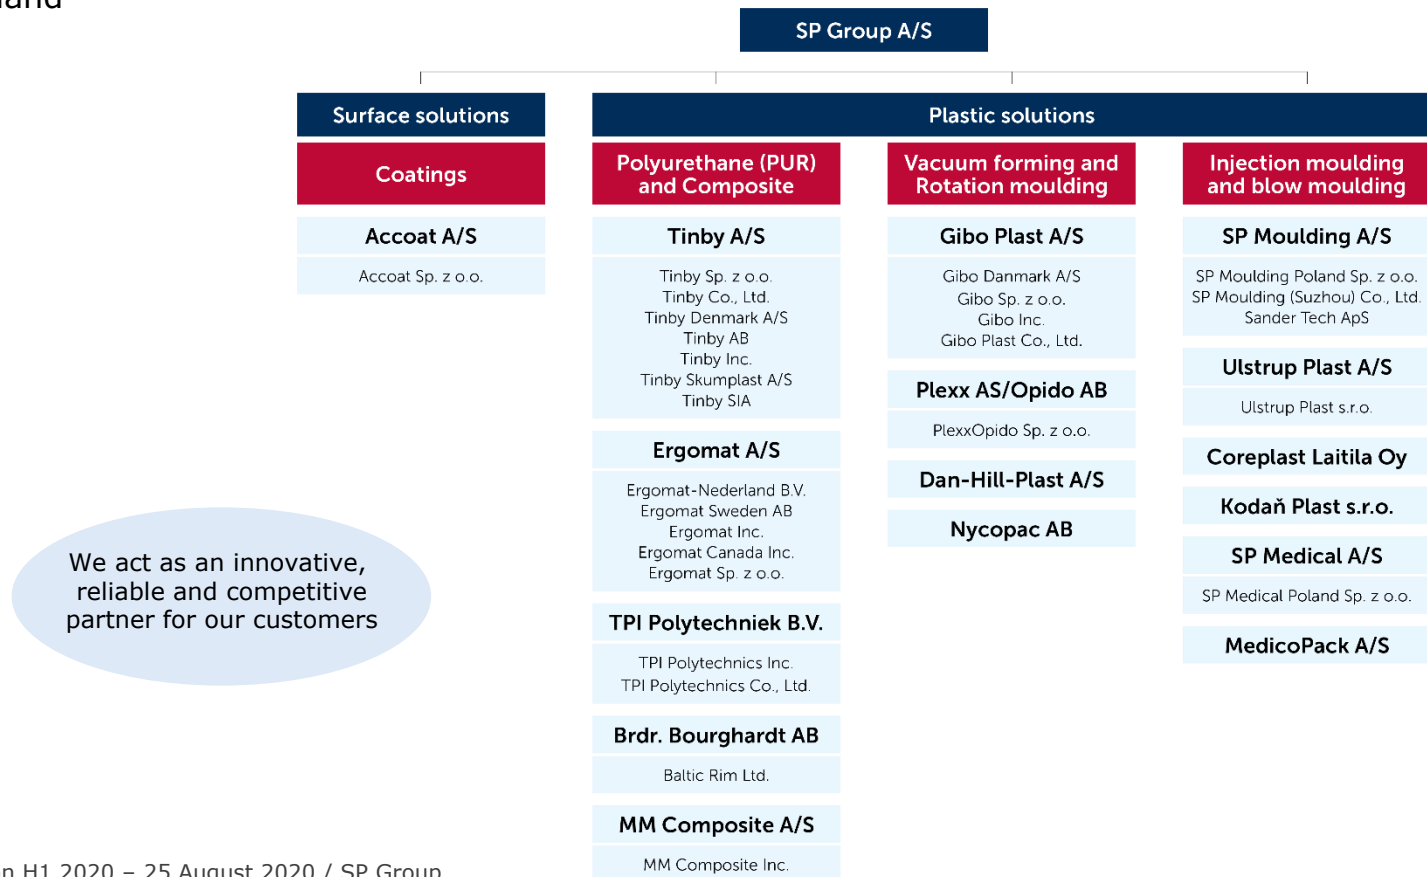 SP Group A/S
Surface solutions
Plastic solutions
Coatings
Accoat A/S
Accoat Sp. z o.o.
Polyurethane (PUR)
and Composite
Tinby A/S
Tinby Sp. z o.o.
Tinby Co., Ltd.
Tinby Denmark A/S
Tinby AB
Tinby Inc.
Tinby Skumplast A/S
Tinby SIA
Ergomat A/S
Ergomat-Nederland B.V.
Ergomat Sweden AB
Ergomat Inc.
Ergomat Canada Inc.
Ergomat Sp. z o.o.
TPI Polytechniek B.V.
TPI Polytechnics Inc.
TPI Polytechnics Co., Ltd.
Brdr. Bourghardt AB
Baltic Rim Ltd.
MM Composite A/S
MM Composite Inc.
Vacuum forming and
Rotation moulding
Gibo Plast A/S
Gibo Danmark A/S
Gibo Sp. z o.o.
Gibo Inc.
Gibo Plast Co., Ltd.
Plexx AS/Opido AB
PlexxOpido Sp. z o.o.
Dan-Hill-Plast A/S
Nycopac AB
Injection moulding
and blow moulding
SP Moulding A/S
SP Moulding Poland Sp. z o.o.
SP Moulding (Suzhou) Co., Ltd.
Sander Tech ApS
Ulstrup Plast A/S
Ulstrup Plast s.r.o.
Coreplast Laitila Oy
Kodaň Plast s.r.o.
SP Medical A/S
SP Medical Poland Sp. z o.o.
MedicoPack A/S
We act as an innovative,
reliable and competitive
partner for our customers
H1 2020 – 25 August 2020 / SP Group